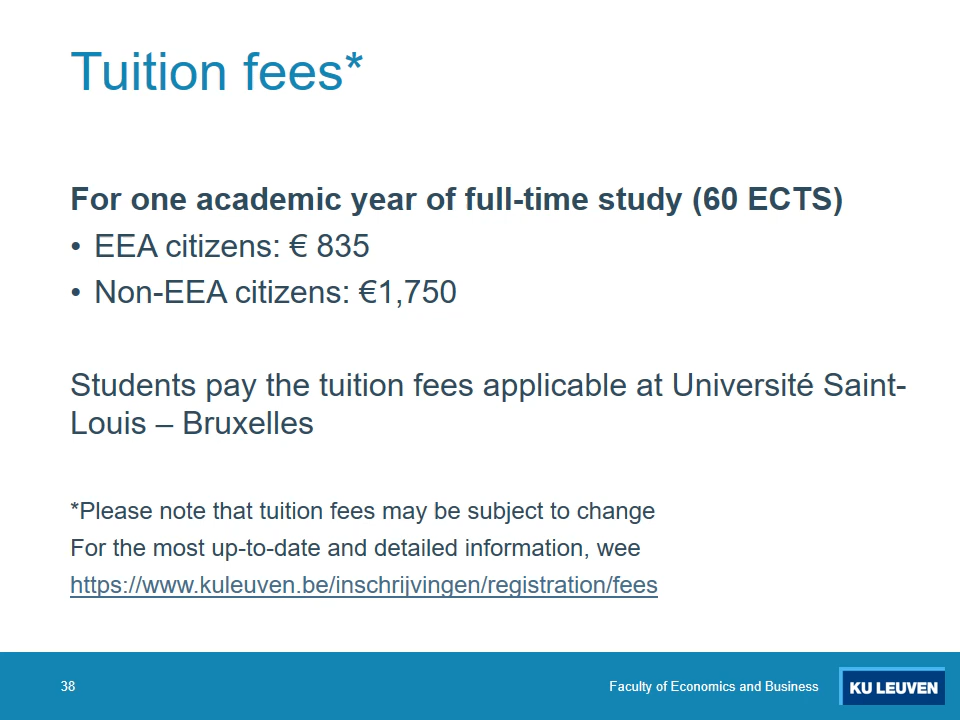 Tuition fees*
For one academic year of full-time study (60 ECTS)
• EEA citizens: € 835
• Non-EEA citizens: €1,750
Students pay the tuition fees applicable at Université Saint-
Louis – Bruxelles
*Please note that tuition fees may be subject to change
For the most up-to-date and detailed information, wee
https://www.kuleuven.be/inschrijvingen/registration/fees
38
Faculty of Economics and Business
KU LEUVEN